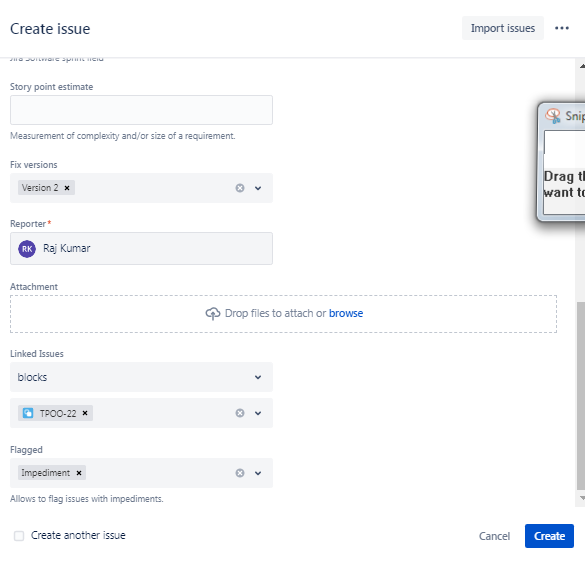 Create issue
Import issues
Jira Software sprint field
Story point estimate
Measurement of complexity and/or size of a requirement.
Fix versions
Version 2
Reporter*
RK Raj Kumar
Attachment
Drop files to attach or browse
Linked Issues
blocks
TPOO-22
Flagged
Impediment
Allows to flag issues with impediments.
Create another issue
Cancel
Create
Snip
Drag th
want to